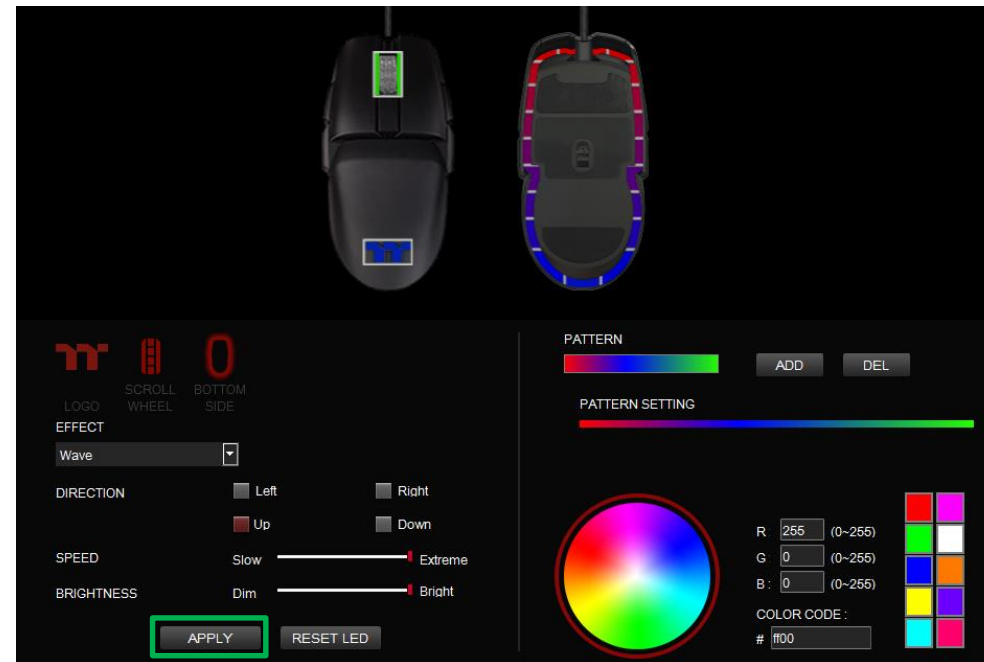 PATTERN
ADD DEL
PATTERN SETTING
LOGO
SCROLL WHEEL
BOTTOM SIDE
EFFECT
Wave
DIRECTION Left Right
Up Down
SPEED Slow Extreme
BRIGHTNESS Dim Bright
APPLY RESET LED
R 255 (0~255)
G 0 (0~255)
B: 0 (0~255)
COLOR CODE :
# ff00